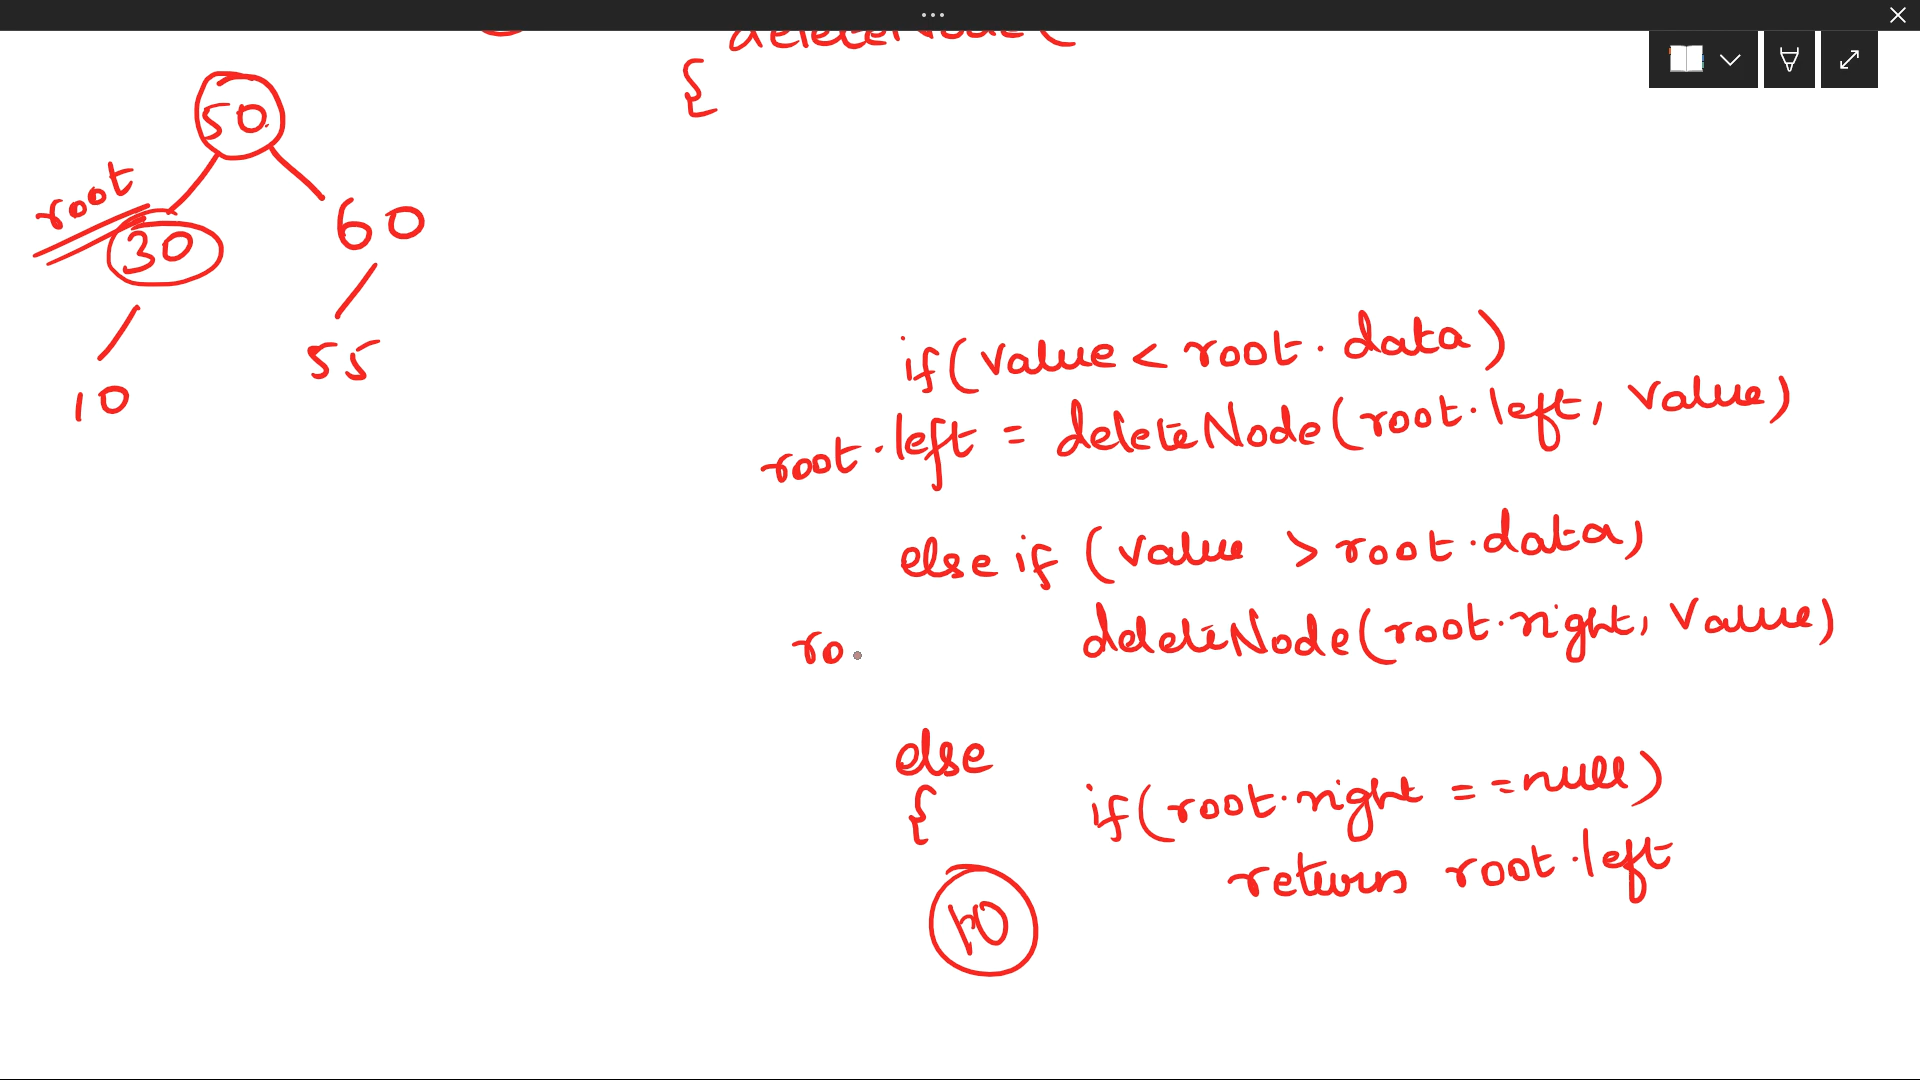 deleteNode(
{
50
root
30
60
10
55
if(value < root.data)
root.left = deleteNode(root.left, value)
else if (value > root.data)
ro
deleteNode(root.right, value)
else
{
if(root.right == null)
return root.left
10